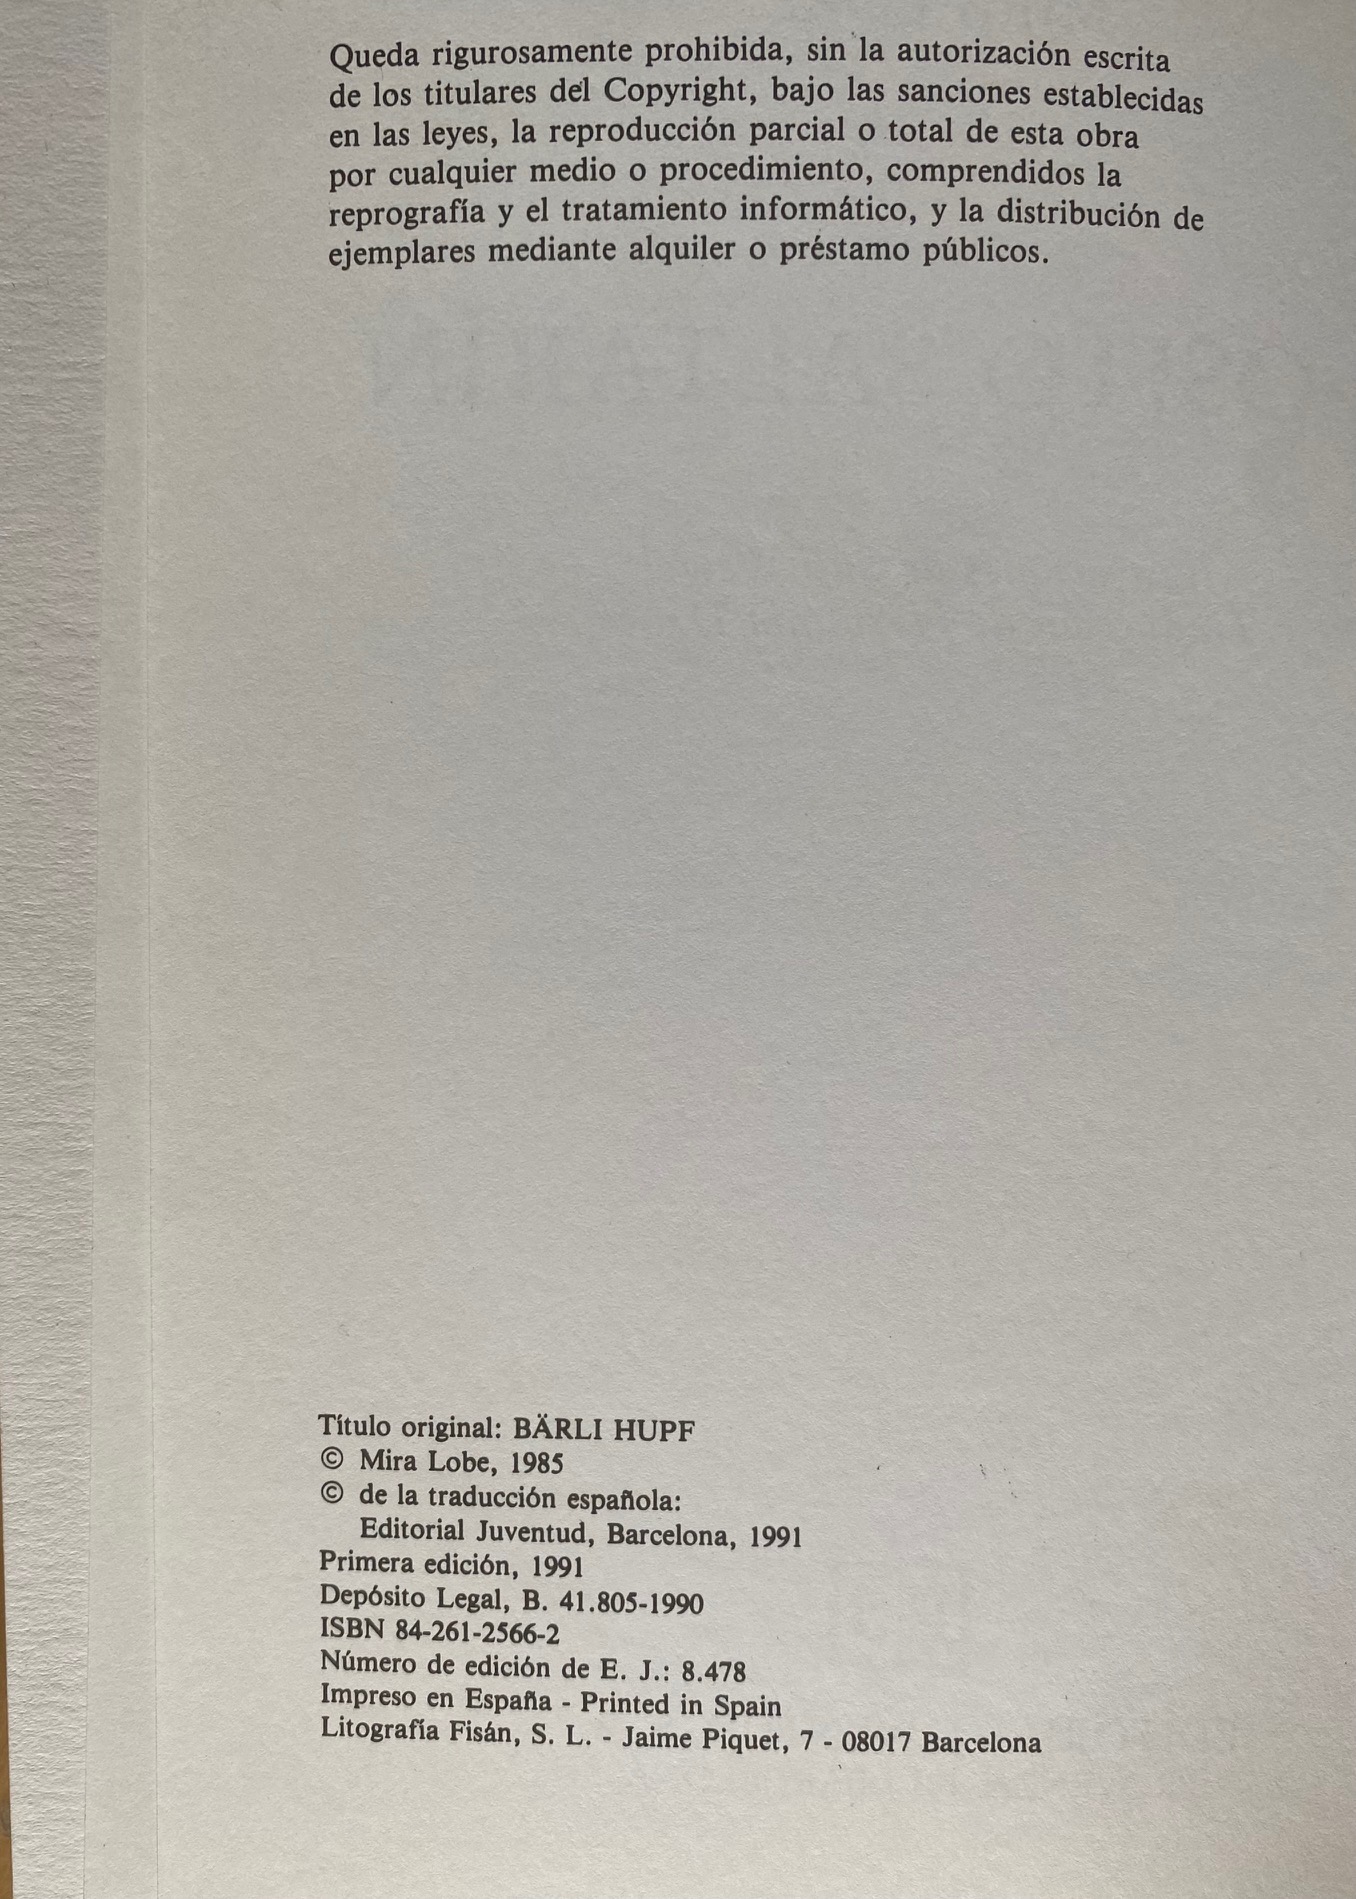 Queda rigurosamente prohibida, sin la autorización escrita
de los titulares del Copyright, bajo las sanciones establecidas
en las leyes, la reproducción parcial o total de esta obra
por cualquier medio o procedimiento, comprendidos la
reprografía y el tratamiento informático, y la distribución de
ejemplares mediante alquiler o préstamo públicos.
Título original: BÄRLI HUPF
© Mira Lobe, 1985
© de la traducción española:
Editorial Juventud, Barcelona, 1991
Primera edición, 1991
Depósito Legal, B. 41.805-1990
ISBN 84-261-2566-2
Número de edición de E. J.: 8.478
Impreso en España - Printed in Spain
Litografía Fisán, S. L. - Jaime Piquet, 7 - 08017 Barcelona